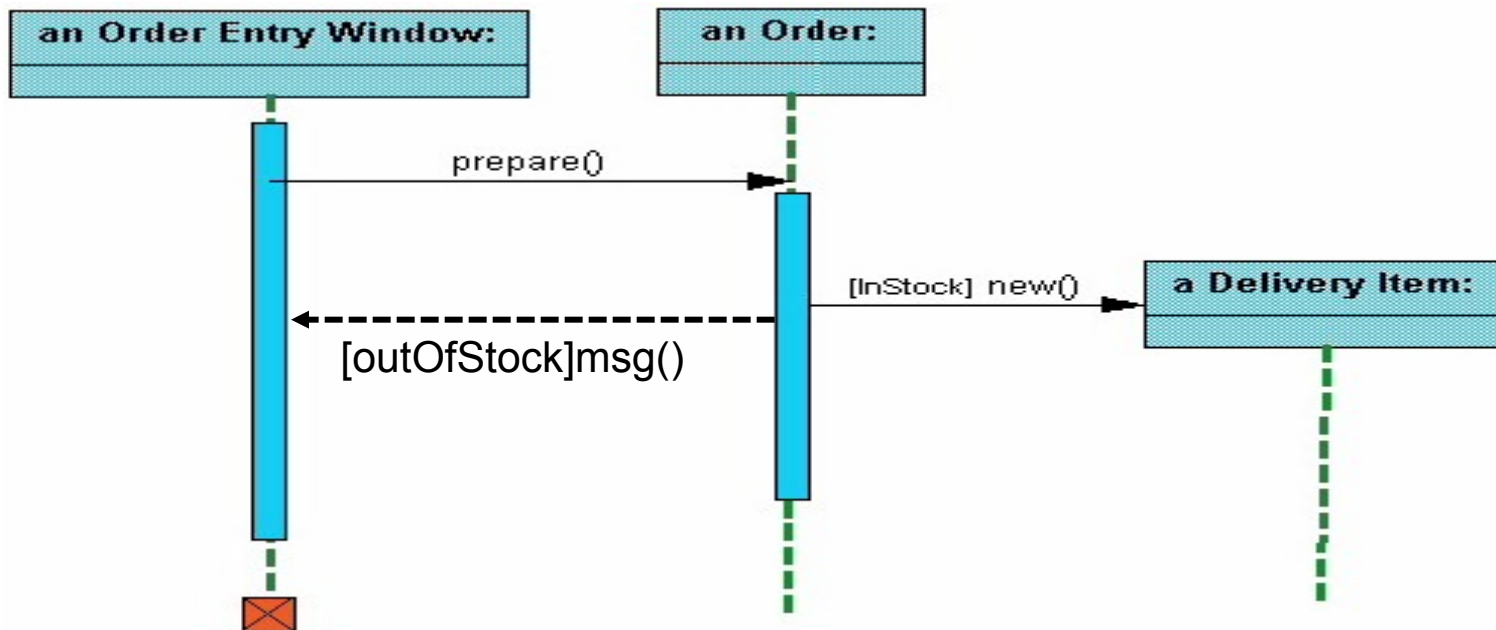 an Order Entry Window:
an Order:
prepare()
[InStock] new()
a Delivery Item:
[outOfStock]msg()